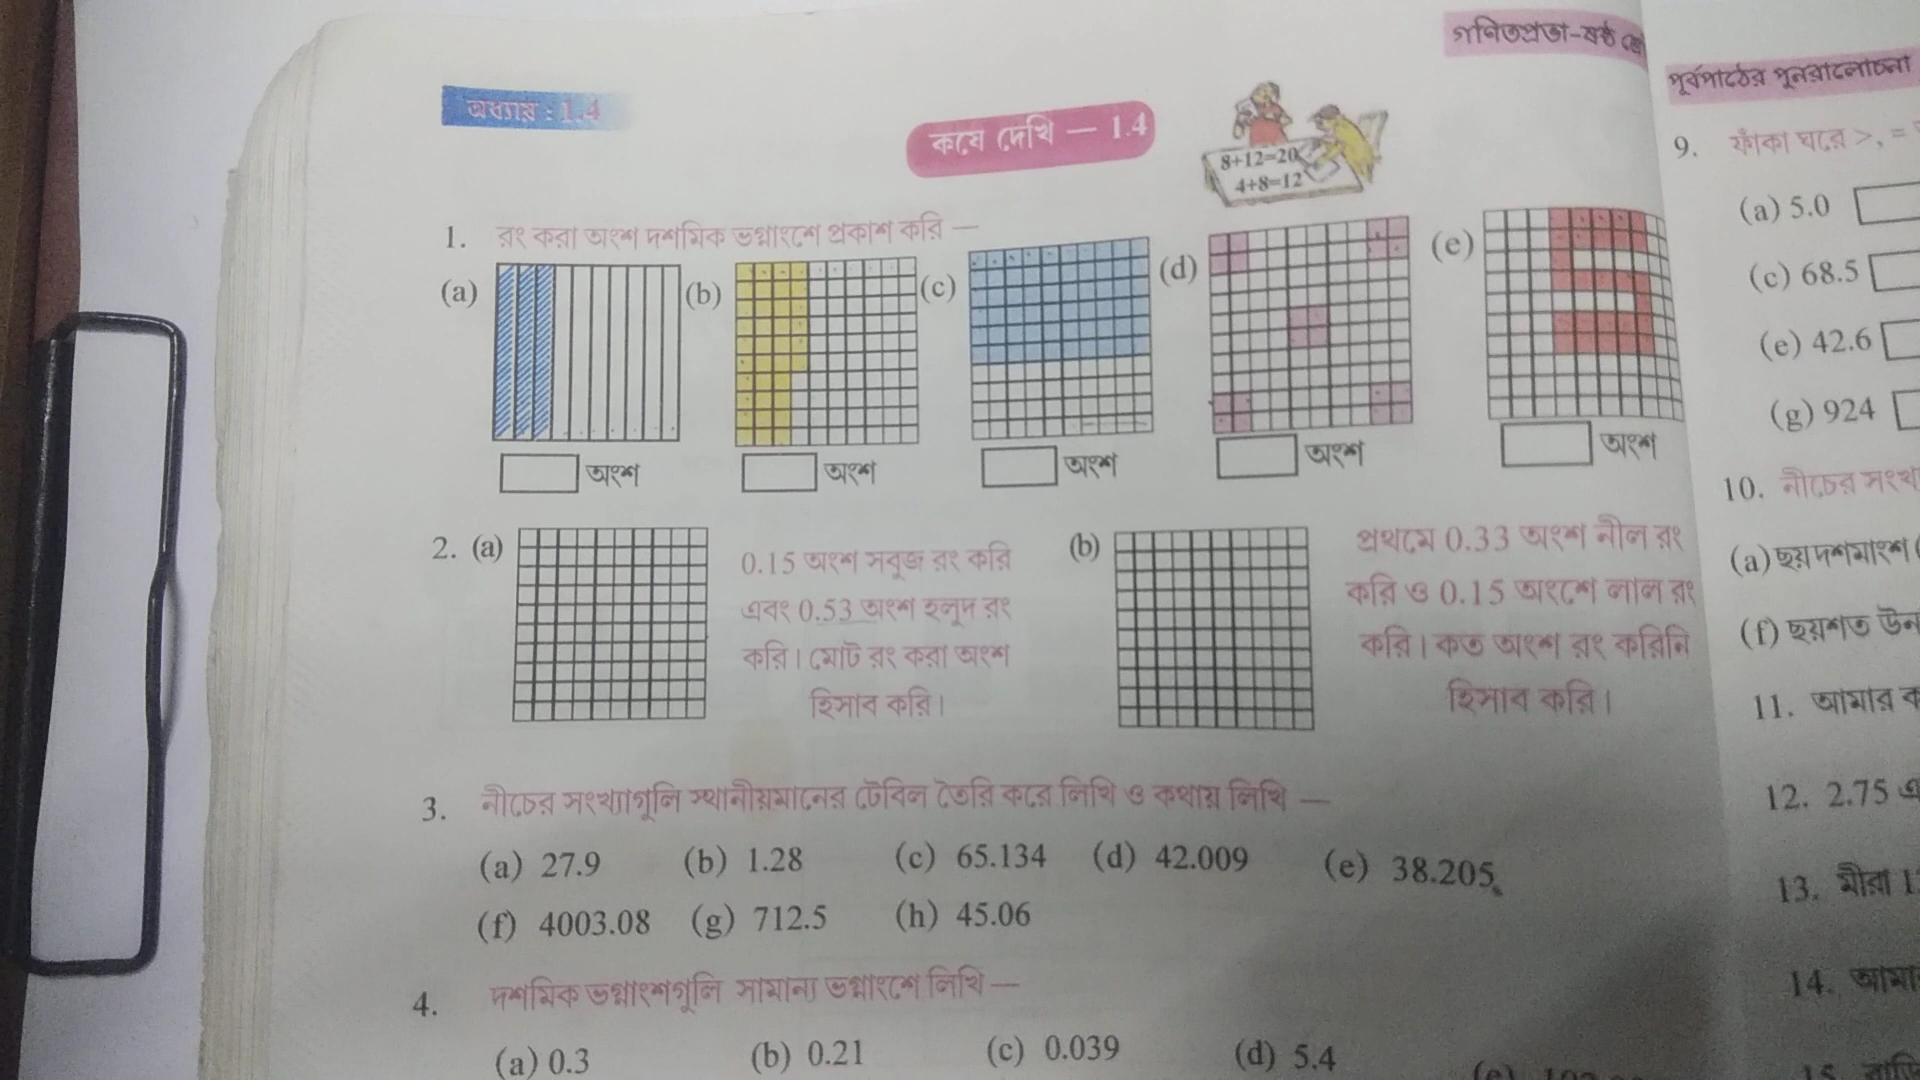 গণিতপ্রভা-ষষ্ঠ
অধ্যায় : 1.4
কষে দেখি — 1.4
8+12=20
4+8=12
1. রং করা অংশ দশমিক ভগ্নাংশে প্রকাশ করি —
(a) (b) (c) (d) (e)
অংশ অংশ অংশ অংশ অংশ
2. (a)
0.15 অংশ সবুজ রং করি
এবং 0.53 অংশ হলুদ রং
করি। মোট রং করা অংশ
হিসাব করি।
(b)
প্রথমে 0.33 অংশ নীল রং
করি ও 0.15 অংশে লাল রং
করি। কত অংশ রং করিনি
হিসাব করি।
3. নীচের সংখ্যাগুলি স্থানীয়মানের টেবিল তৈরি করে লিখি ও কথায় লিখি —
(a) 27.9 (b) 1.28 (c) 65.134 (d) 42.009 (e) 38.205
(f) 4003.08 (g) 712.5 (h) 45.06
4. দশমিক ভগ্নাংশগুলি সামান্য ভগ্নাংশে লিখি —
(a) 0.3 (b) 0.21 (c) 0.039 (d) 5.4
পূর্বপাঠের পুনরালোচনা
9. ফাঁকা ঘরে >, =
(a) 5.0
(c) 68.5
(e) 42.6
(g) 924
10. নীচের
(a) ছয় দশমাংশ
(f) ছয়শত
11. আমার
12. 2.75
13. মীরা
14.
15.